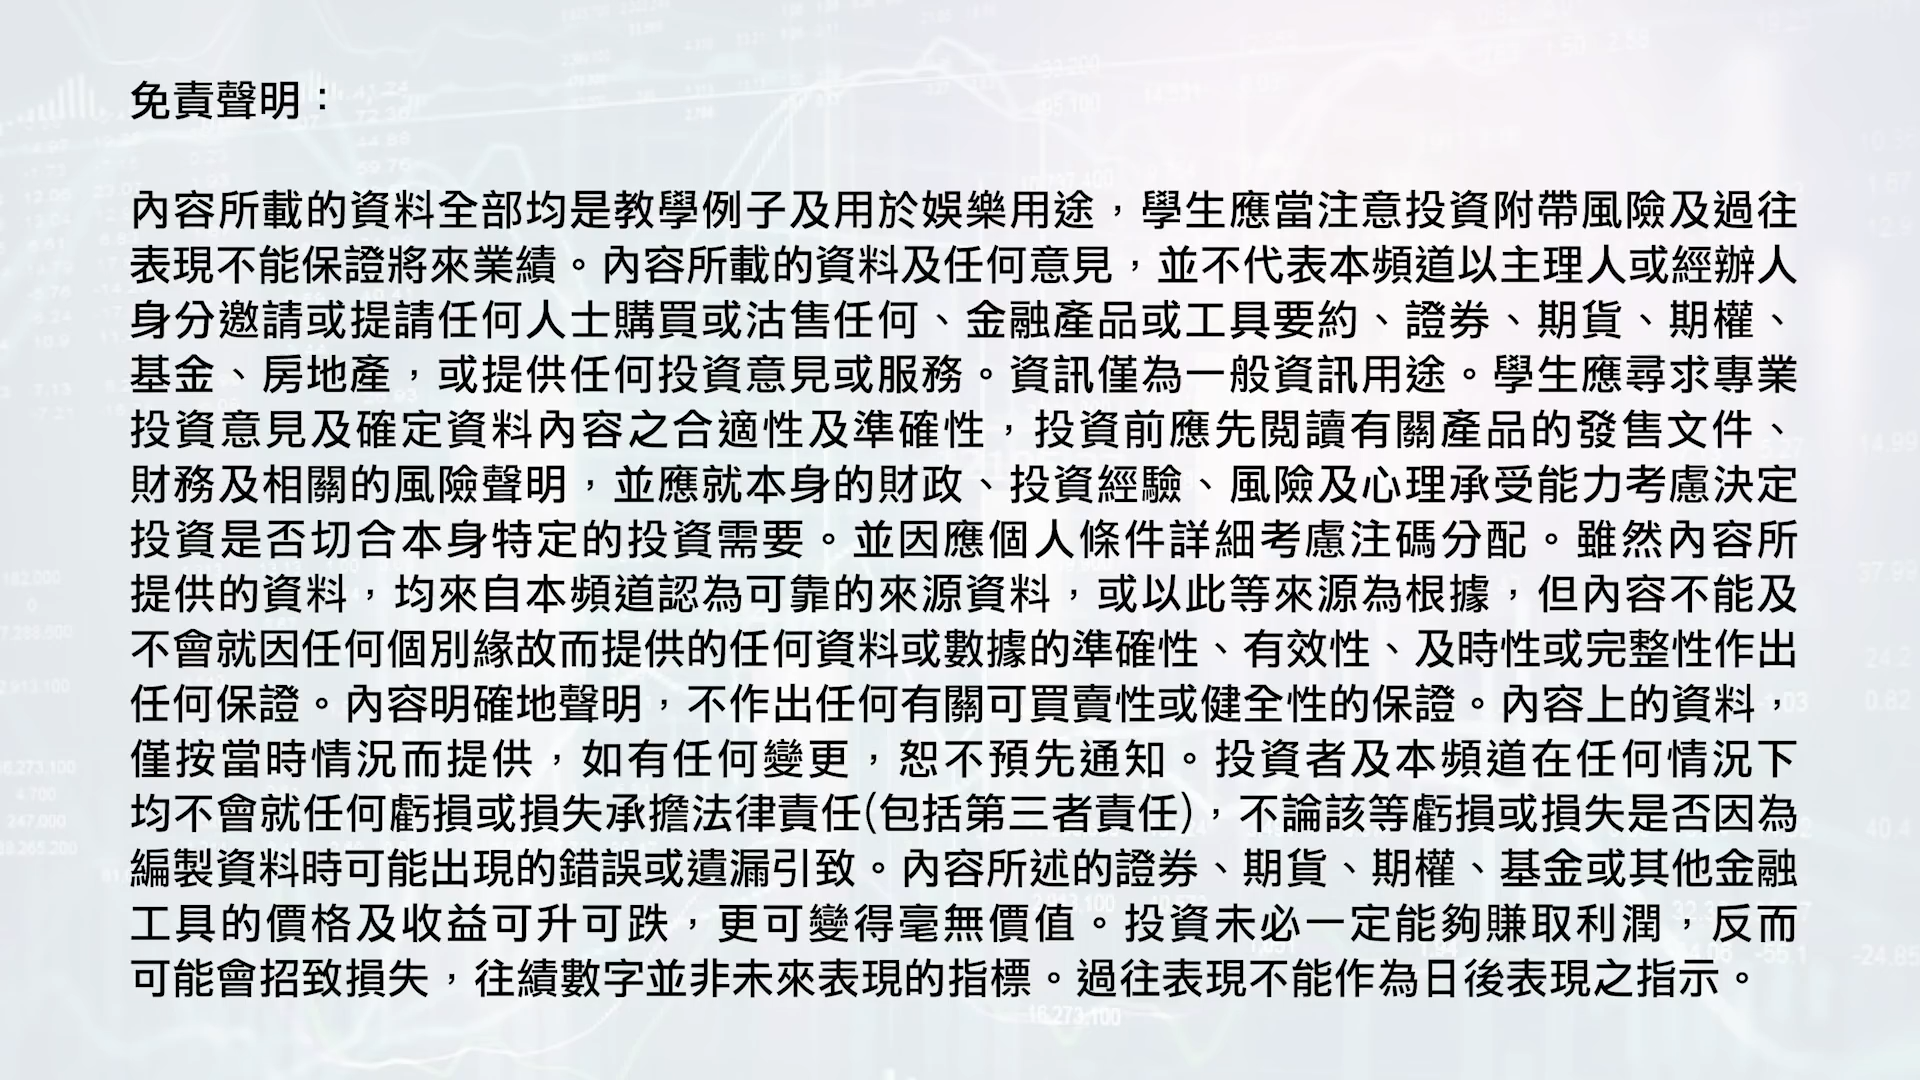 免責聲明：
內容所載的資料全部均是教學例子及用於娛樂用途，學生應當注意投資附帶風險及過往
表現不能保證將來業績。內容所載的資料及任何意見，並不代表本頻道以主理人或經辦人
身分邀請或提請任何人士購買或沽售任何、金融產品或工具要約、證券、期貨、期權、
基金、房地產，或提供任何投資意見或服務。資訊僅為一般資訊用途。學生應尋求專業
投資意見及確定資料內容之合適性及準確性，投資前應先閱讀有關產品的發售文件、
財務及相關的風險聲明，並應就本身的財政、投資經驗、風險及心理承受能力考慮決定
投資是否切合本身特定的投資需要。並因應個人條件詳細考慮注碼分配。雖然內容所
提供的資料，均來自本頻道認為可靠的來源資料，或以此等來源為根據，但內容不能及
不會就因任何個別緣故而提供的任何資料或數據的準確性、有效性、及時性或完整性作出
任何保證。內容明確地聲明，不作出任何有關可買賣性或健全性的保證。內容上的資料，
僅按當時情況而提供，如有任何變更，恕不預先通知。投資者及本頻道在任何情況下
均不會就任何虧損或損失承擔法律責任(包括第三者責任)，不論該等虧損或損失是否因為
編製資料時可能出現的錯誤或遺漏引致。內容所述的證券、期貨、期權、基金或其他金融
工具的價格及收益可升可跌，更可變得毫無價值。投資未必一定能夠賺取利潤，反而
可能會招致損失，往績數字並非未來表現的指標。過往表現不能作為日後表現之指示。